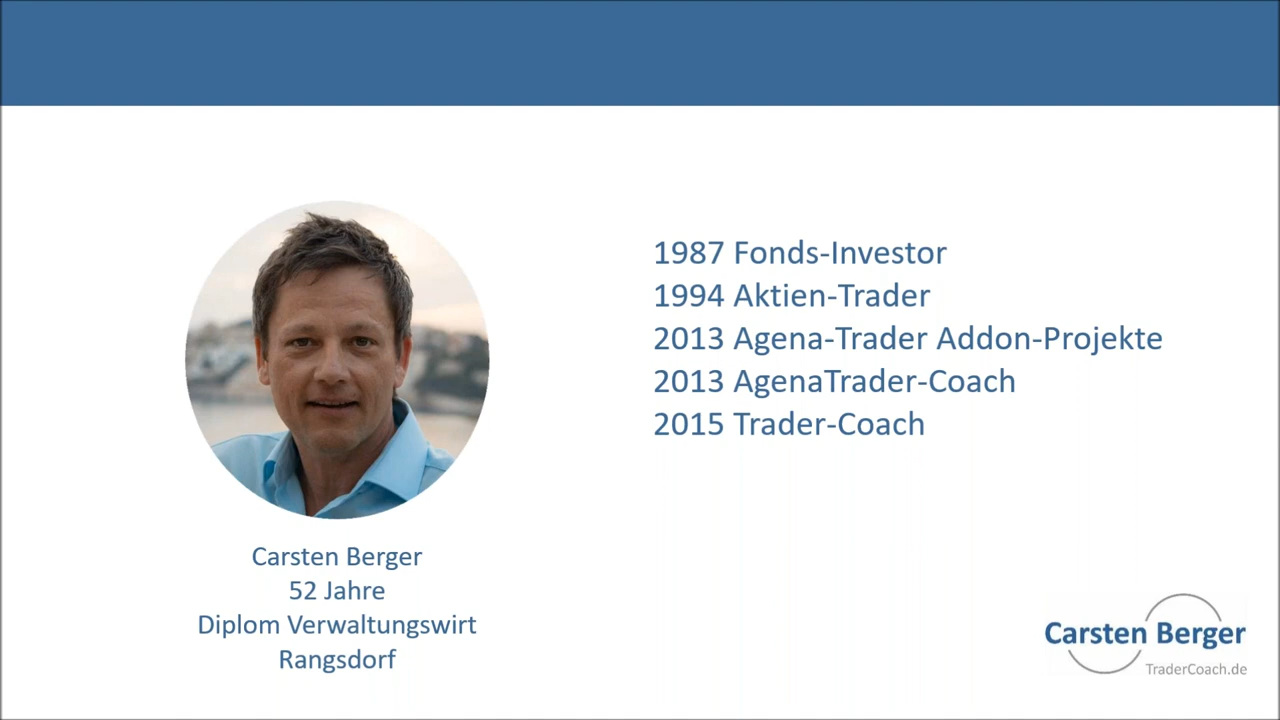 1987 Fonds-Investor
1994 Aktien-Trader
2013 Agena-Trader Addon-Projekte
2013 AgenaTrader-Coach
2015 Trader-Coach
Carsten Berger
52 Jahre
Diplom Verwaltungswirt
Rangsdorf
Carsten Berger
TraderCoach.de